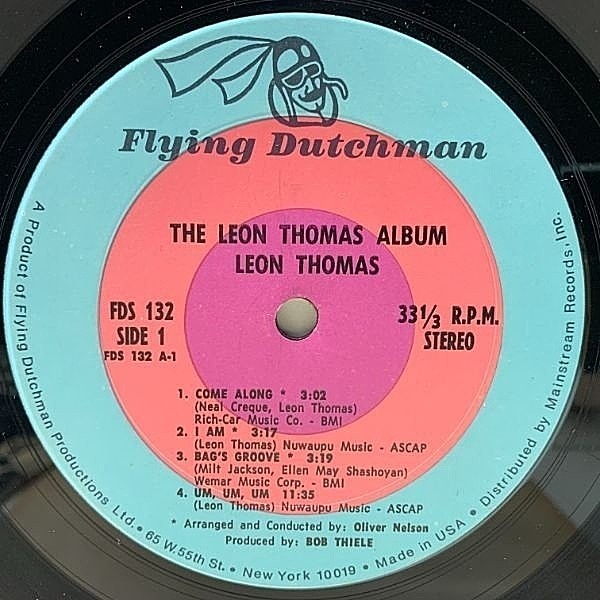 Flying Dutchman
THE LEON THOMAS ALBUM
LEON THOMAS
FDS 132
SIDE 1
FDS 132 A-1
33 1/3 R.P.M.
STEREO
1. COME ALONG * 3:02
(Neal Creque, Leon Thomas)
Rich-Car Music Co. - BMI
2. I AM * 3:17
(Leon Thomas) Nuwaupu Music - ASCAP
3. BAG'S GROOVE * 3:19
(Milt Jackson, Ellen May Shashoyan)
Wemar Music Corp. - BMI
4. UM, UM, UM 11:35
(Leon Thomas) Nuwaupu Music - ASCAP
* Arranged and Conducted by: Oliver Nelson
Produced by: BOB THIELE
A Product of Flying Dutchman Productions Ltd. • 65 W. 55th St. • New York 10019 • Made in USA • Distributed by Mainstream Records, Inc.